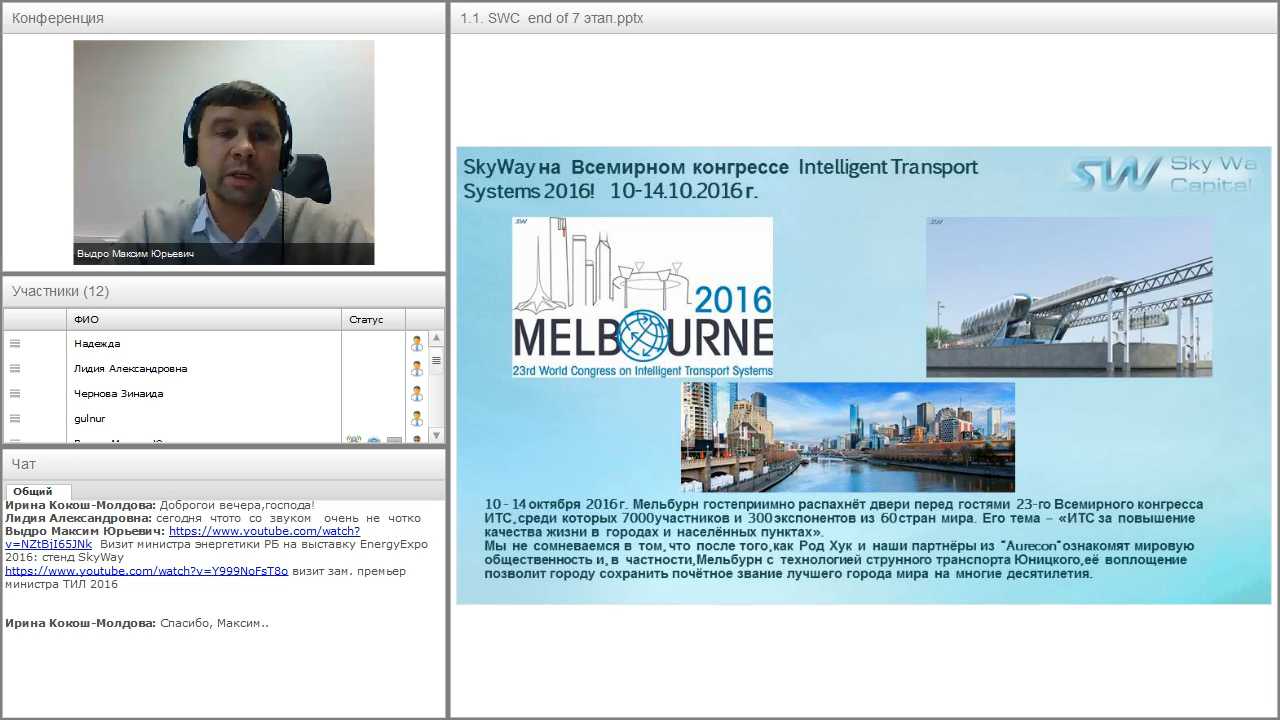 Конференция
Выдро Максим Юрьевич
Участники (12)
ФИО Статус
Надежда
Лидия Александровна
Чернова Зинаида
gulnur
Чат
Общий
Ирина Кокош-Молдова: Доброгои вечера,господа!
Лидия Александровна: сегодня чтото со звуком очень не чотко
Выдро Максим Юрьевич: https://www.youtube.com/watch?
v=NZtBjI65JNk Визит министра энергетики РБ на выставку EnergyExpo
2016: стенд SkyWay
https://www.youtube.com/watch?v=Y999NoFsT8o визит зам. премьер
министра ТИЛ 2016
Ирина Кокош-Молдова: Спасибо, Максим..
1.1. SWC end of 7 этап.pptx
SkyWay на Всемирном конгрессе Intelligent Transport
Systems 2016! 10-14.10.2016 г.
SW Sky Wa
Capital
SW
2016
MELBOURNE
23rd World Congress on Intelligent Transport Systems
SW
10 - 14 октября 2016 г. Мельбурн гостеприимно распахнёт двери перед гостями 23-го Всемирного конгресса
ИТС, среди которых 7000 участников и 300 экспонентов из 60 стран мира. Его тема – «ИТС за повышение
качества жизни в городах и населённых пунктах».
Мы не сомневаемся в том, что после того, как Род Хук и наши партнёры из "Aurecon" ознакомят мировую
общественность и, в частности, Мельбурн с технологией струнного транспорта Юницкого, её воплощение
позволит городу сохранить почётное звание лучшего города мира на многие десятилетия.